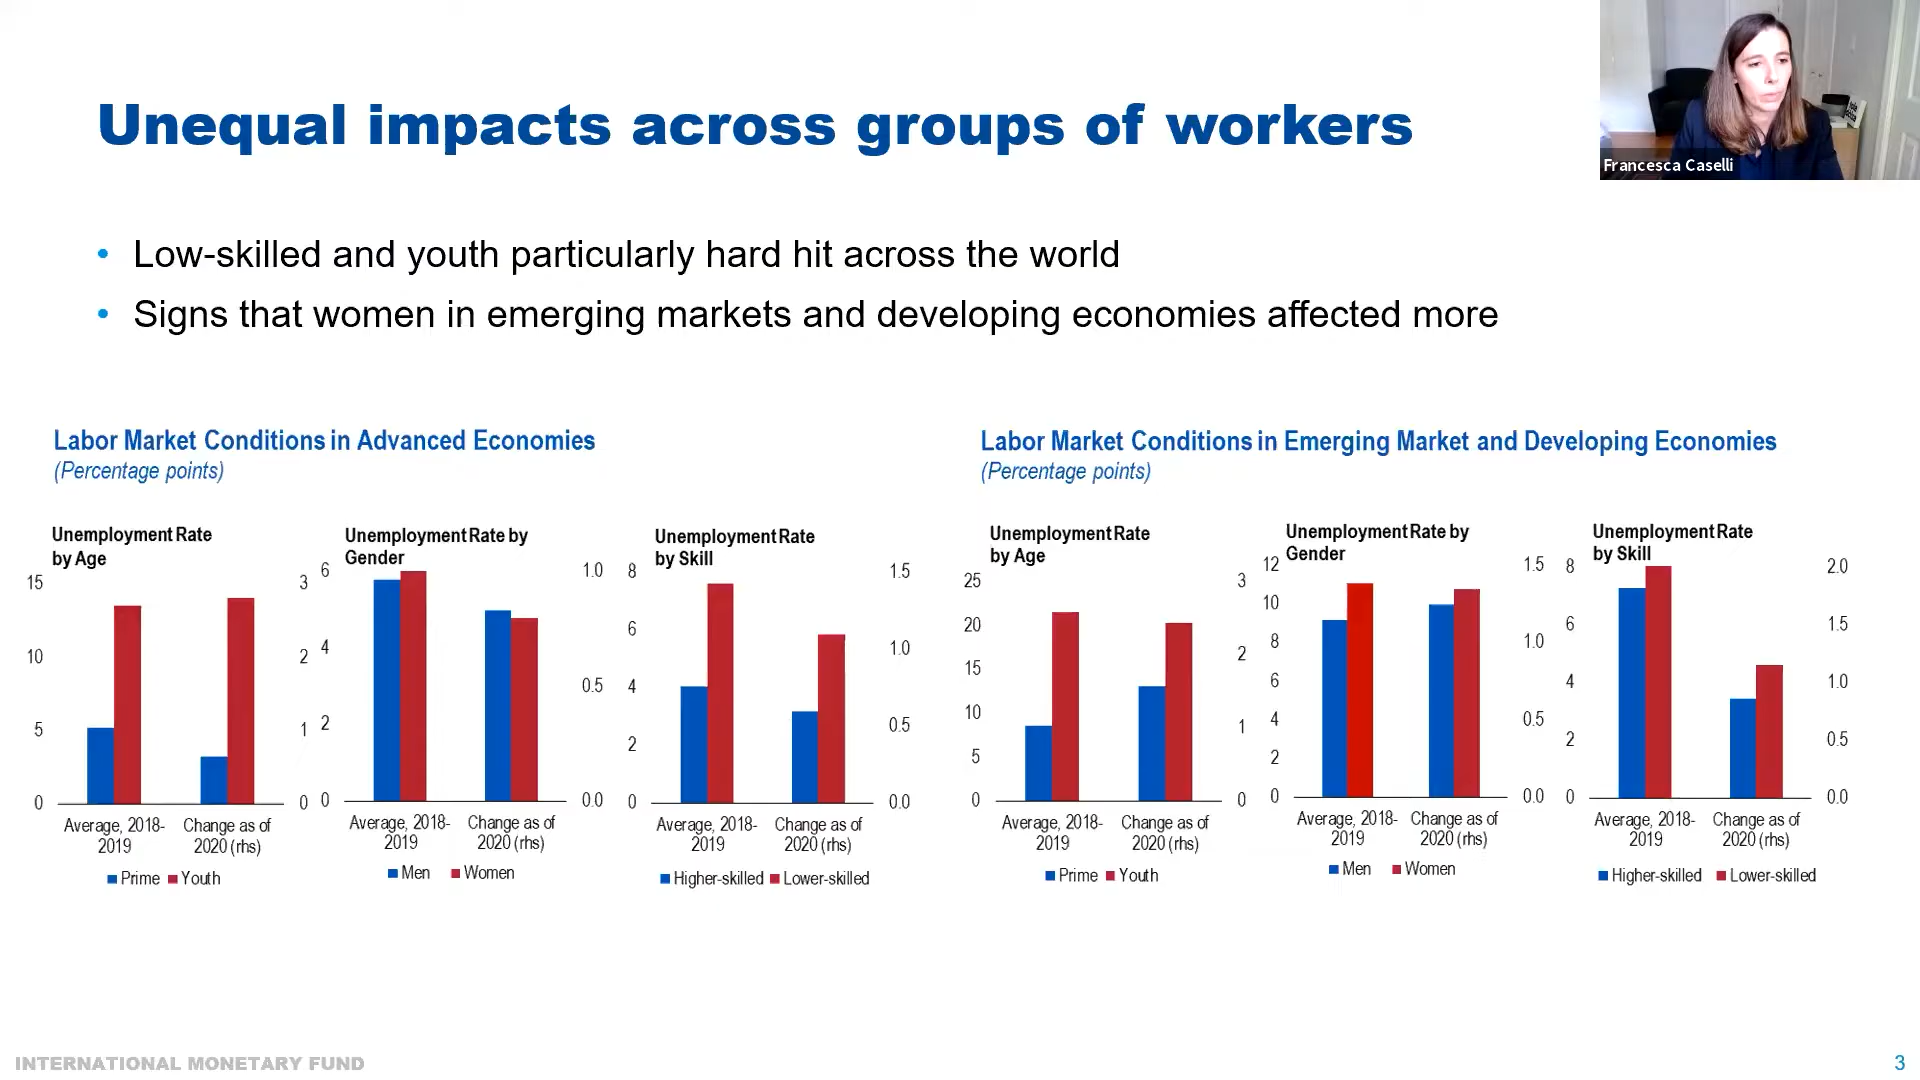 Unequal impacts across groups of workers
Francesca Caselli
• Low-skilled and youth particularly hard hit across the world
• Signs that women in emerging markets and developing economies affected more
Labor Market Conditions in Advanced Economies
(Percentage points)
Unemployment Rate
by Age
15
10
5
0
3
2
1
0
Average, 2018-
2019
Change as of
2020 (rhs)
Prime
Youth
Unemployment Rate by
Gender
6
4
2
0
1.0
0.5
0.0
Average, 2018-
2019
Change as of
2020 (rhs)
Men
Women
Unemployment Rate
by Skill
8
6
4
2
0
1.5
1.0
0.5
0.0
Average, 2018-
2019
Change as of
2020 (rhs)
Higher-skilled
Lower-skilled
Labor Market Conditions in Emerging Market and Developing Economies
(Percentage points)
Unemployment Rate
by Age
25
20
15
10
5
0
3
2
1
0
Average, 2018-
2019
Change as of
2020 (rhs)
Prime
Youth
Unemployment Rate by
Gender
12
10
8
6
4
2
0
1.5
1.0
0.5
0.0
Average, 2018-
2019
Change as of
2020 (rhs)
Men
Women
Unemployment Rate
by Skill
8
6
4
2
0
2.0
1.5
1.0
0.5
0.0
Average, 2018-
2019
Change as of
2020 (rhs)
Higher-skilled
Lower-skilled
INTERNATIONAL MONETARY FUND
3